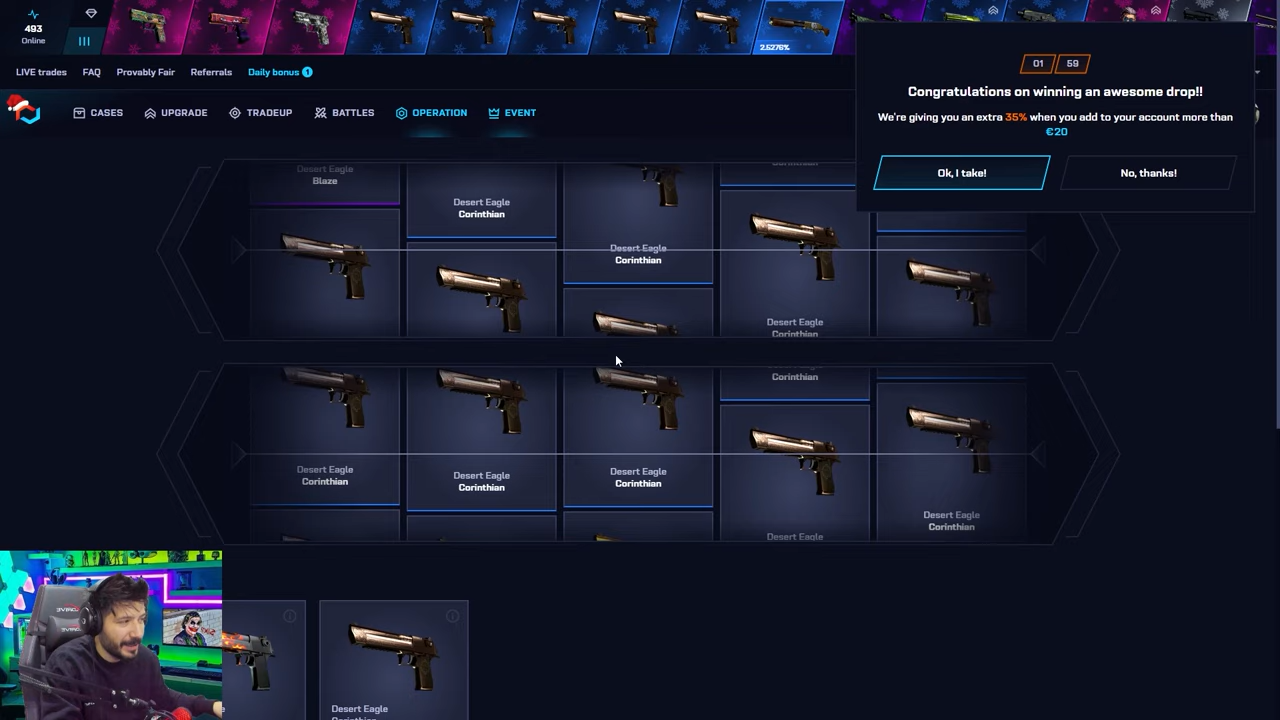 493
Online
2.5276%
LIVE trades
FAQ
Provably Fair
Referrals
Daily bonus 1
CASES
UPGRADE
TRADEUP
BATTLES
OPERATION
EVENT
01 59
Congratulations on winning an awesome drop!!
We're giving you an extra 35% when you add to your account more than
€20
Ok, I take!
No, thanks!
Desert Eagle
Blaze
Desert Eagle
Corinthian
Desert Eagle
Corinthian
Desert Eagle
Corinthian
Corinthian
Desert Eagle
Corinthian
Desert Eagle
Corinthian
Desert Eagle
Corinthian
Desert Eagle
Desert Eagle
Corinthian
Desert Eagle
Corinthian